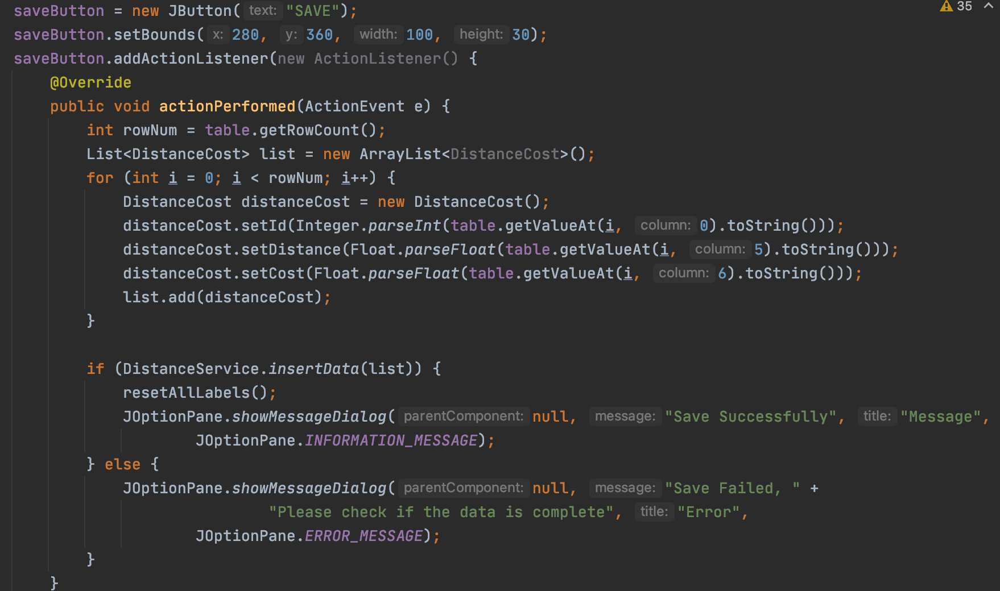 saveButton = new JButton( text: "SAVE");
35
saveButton.setBounds( x: 280, y: 360, width: 100, height: 30);
saveButton.addActionListener(new ActionListener() {
@Override
public void actionPerformed(ActionEvent e) {
int rowNum = table.getRowCount();
List<DistanceCost> list = new ArrayList<DistanceCost>();
for (int i = 0; i < rowNum; i++) {
DistanceCost distanceCost = new DistanceCost();
distanceCost.setId(Integer.parseInt(table.getValueAt(i, column: 0).toString()));
distanceCost.setDistance(Float.parseFloat(table.getValueAt(i, column: 5).toString()));
distanceCost.setCost(Float.parseFloat(table.getValueAt(i, column: 6).toString()));
list.add(distanceCost);
}
if (DistanceService.insertData(list)) {
resetAllLabels();
JOptionPane.showMessageDialog( parentComponent: null, message: "Save Successfully", title: "Message",
JOptionPane.INFORMATION_MESSAGE);
} else {
JOptionPane.showMessageDialog( parentComponent: null, message: "Save Failed, " +
"Please check if the data is complete", title: "Error",
JOptionPane.ERROR_MESSAGE);
}
}